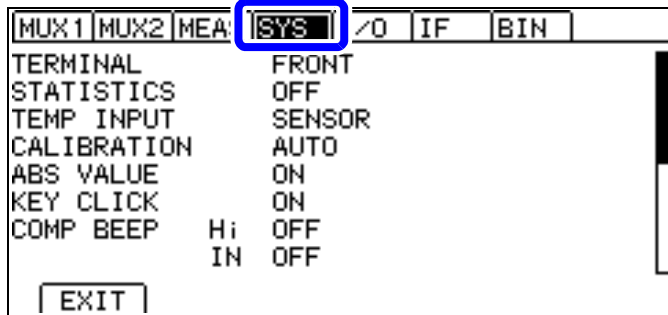 MUX1 MUX2 MEA SYS /O IF BIN
TERMINAL FRONT
STATISTICS OFF
TEMP INPUT SENSOR
CALIBRATION AUTO
ABS VALUE ON
KEY CLICK ON
COMP BEEP Hi OFF
IN OFF
EXIT